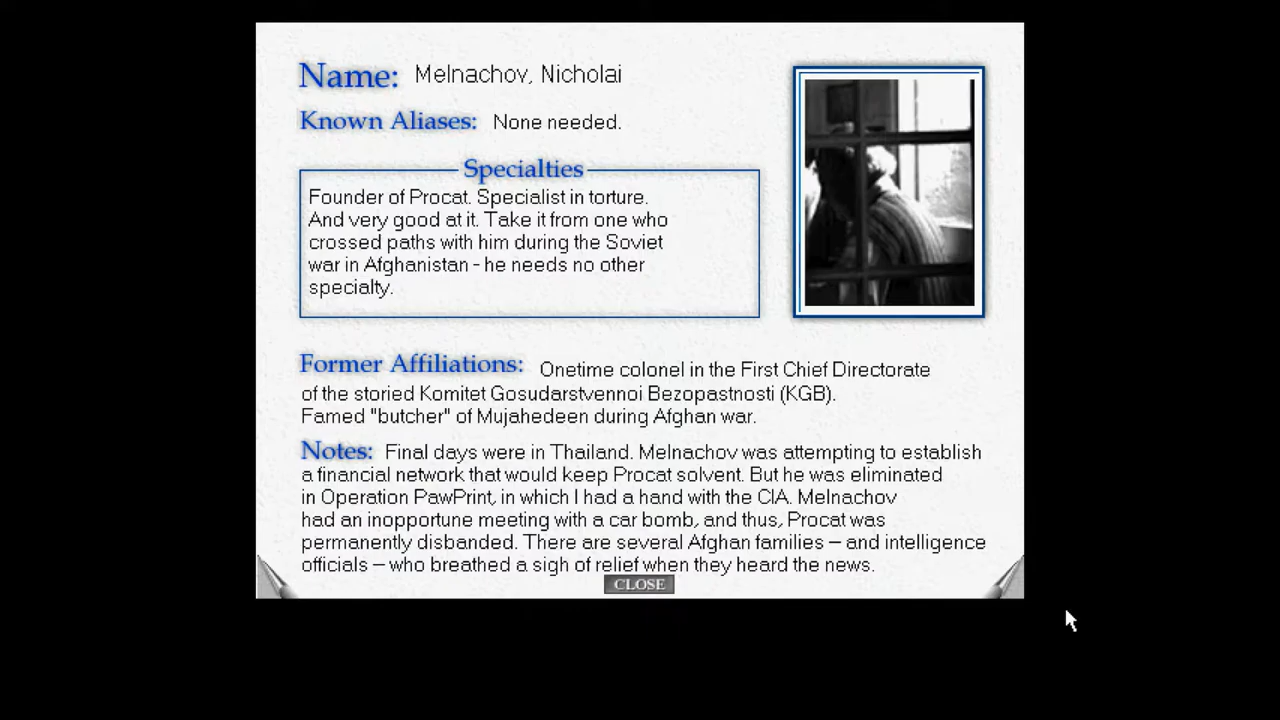 Name: Melnachov, Nicholai
Known Aliases: None needed.
Specialties
Founder of Procat. Specialist in torture.
And very good at it. Take it from one who
crossed paths with him during the Soviet
war in Afghanistan - he needs no other
specialty.
Former Affiliations: Onetime colonel in the First Chief Directorate
of the storied Komitet Gosudarstvennoi Bezopastnosti (KGB).
Famed "butcher" of Mujahedeen during Afghan war.
Notes: Final days were in Thailand. Melnachov was attempting to establish
a financial network that would keep Procat solvent. But he was eliminated
in Operation PawPrint, in which I had a hand with the CIA. Melnachov
had an inopportune meeting with a car bomb, and thus, Procat was
permanently disbanded. There are several Afghan families – and intelligence
officials – who breathed a sigh of relief when they heard the news.
CLOSE